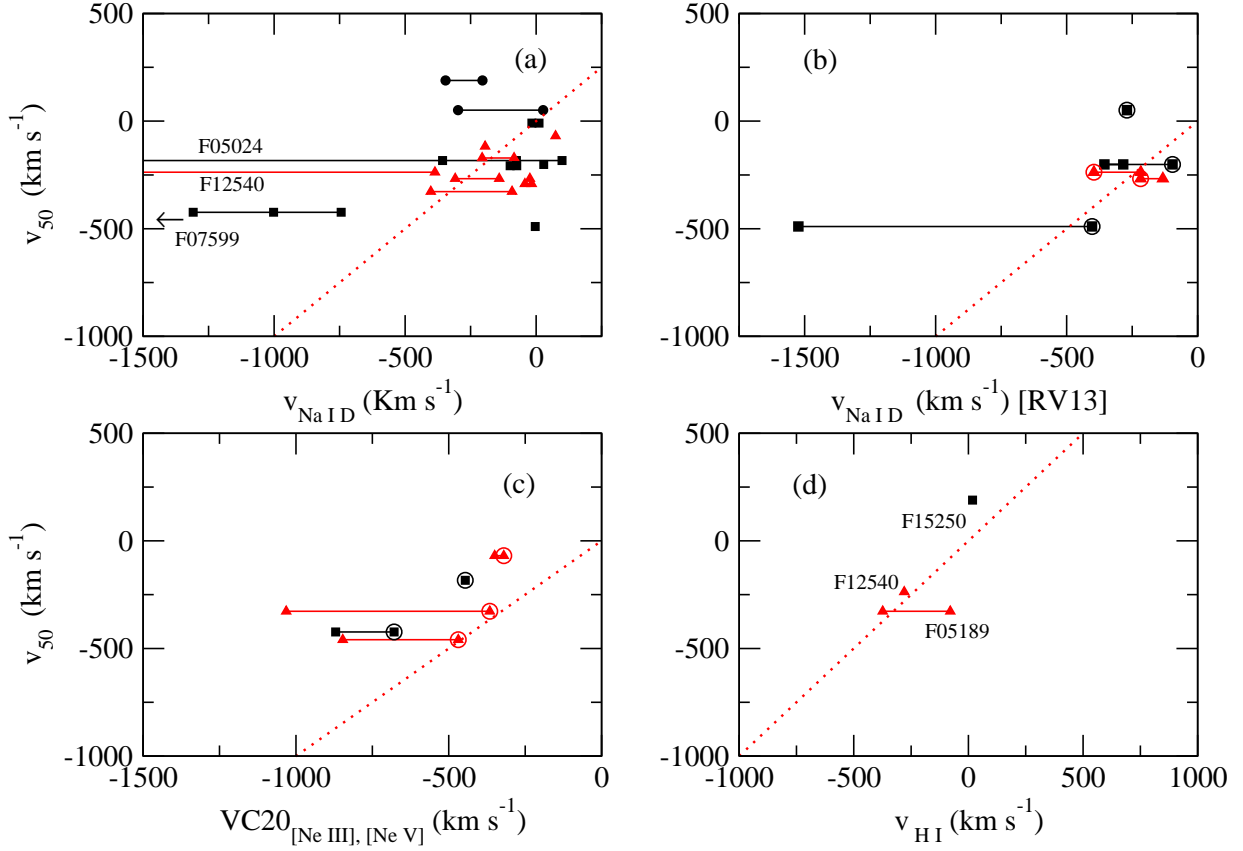 500
0
-500
-1000
v50 (km s-1)
(a)
F05024
F12540
F07599
-1500 -1000 -500 0
vNa I D (Km s-1)
500
0
-500
-1000
(b)
-1500 -1000 -500 0
vNa I D (km s-1) [RV13]
500
0
-500
-1000
v50 (km s-1)
(c)
-1000 -500 0
VC20[Ne III], [Ne V] (km s-1)
500
0
-500
-1000
(d)
F15250
F12540
F05189
-1000 -500 0 500 1000
vH I (km s-1)